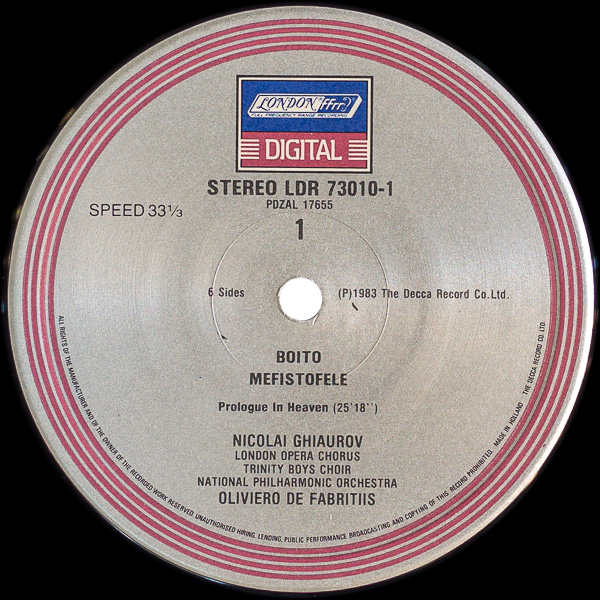 LONDON ffrr
FULL FREQUENCY RANGE RECORDING
DIGITAL
STEREO LDR 73010-1
PDZAL 17655
SPEED 33⅓
1
6 Sides
(P)1983 The Decca Record Co.Ltd.
BOITO
MEFISTOFELE
Prologue In Heaven (25'18'')
NICOLAI GHIAUROV
LONDON OPERA CHORUS
TRINITY BOYS CHOIR
NATIONAL PHILHARMONIC ORCHESTRA
OLIVIERO DE FABRITIIS
ALL RIGHTS OF THE MANUFACTURER AND OF THE OWNER OF THE RECORDED WORK RESERVED UNAUTHORISED HIRING, LENDING, PUBLIC PERFORMANCE BROADCASTING AND COPYING OF THIS RECORD PROHIBITED. MADE IN HOLLAND THE DECCA RECORD CO. LTD